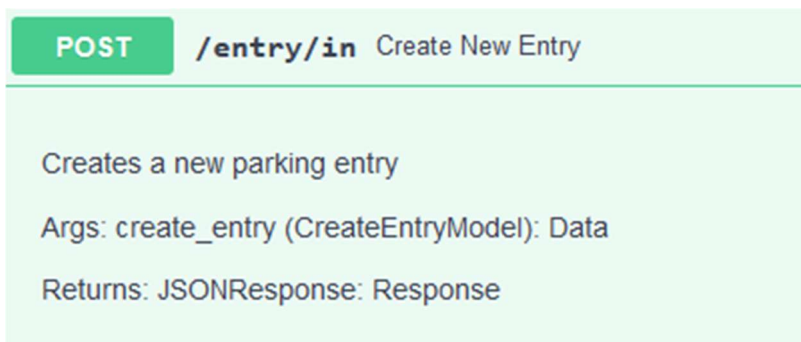 POST /entry/in Create New Entry
Creates a new parking entry
Args: create_entry (CreateEntryModel): Data
Returns: JSONResponse: Response